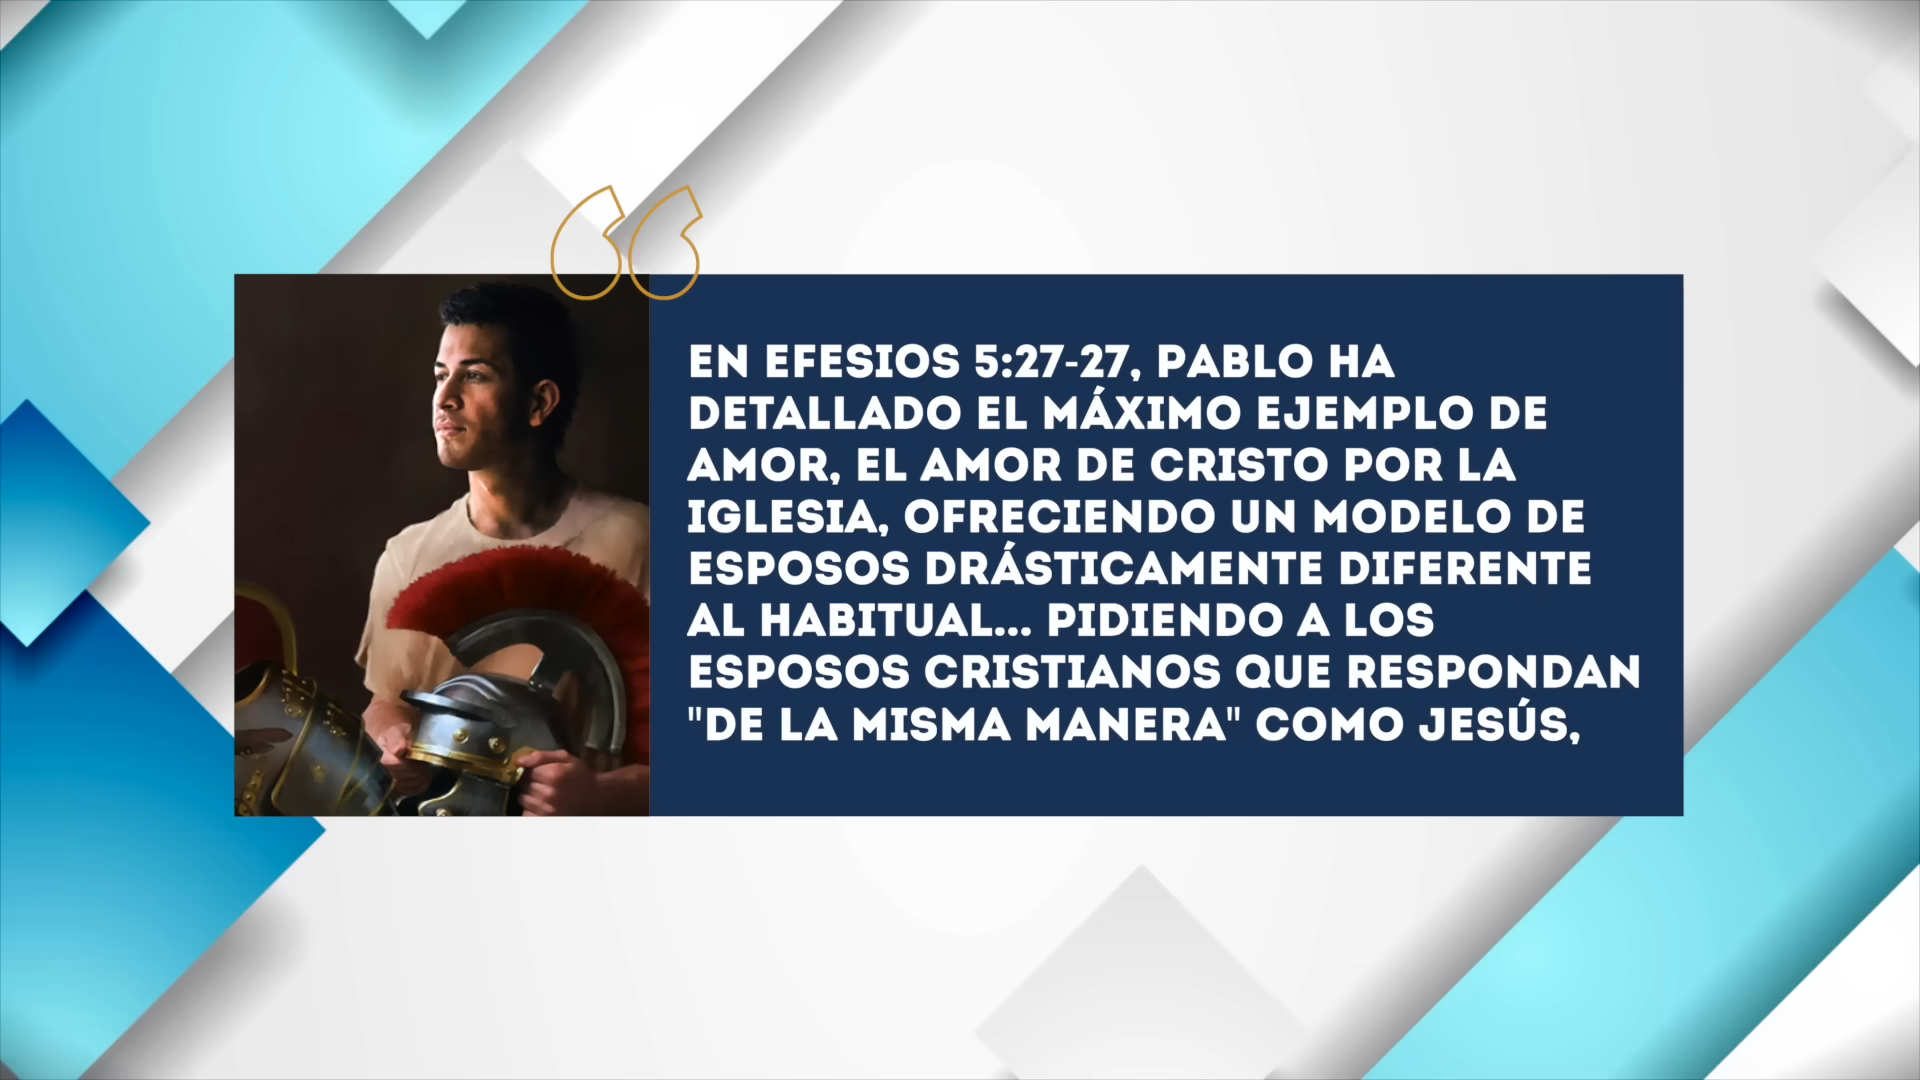 EN EFESIOS 5:27-27, PABLO HA
DETALLADO EL MÁXIMO EJEMPLO DE
AMOR, EL AMOR DE CRISTO POR LA
IGLESIA, OFRECIENDO UN MODELO DE
ESPOSOS DRÁSTICAMENTE DIFERENTE
AL HABITUAL... PIDIENDO A LOS
ESPOSOS CRISTIANOS QUE RESPONDAN
"DE LA MISMA MANERA" COMO JESÚS,